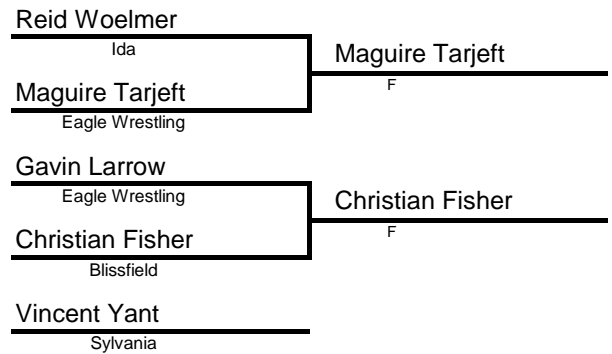 Reid Woelmer
Ida
Maguire Tarjeft
Eagle Wrestling
Maguire Tarjeft
F
Gavin Larrow
Eagle Wrestling
Christian Fisher
Blissfield
Christian Fisher
F
Vincent Yant
Sylvania